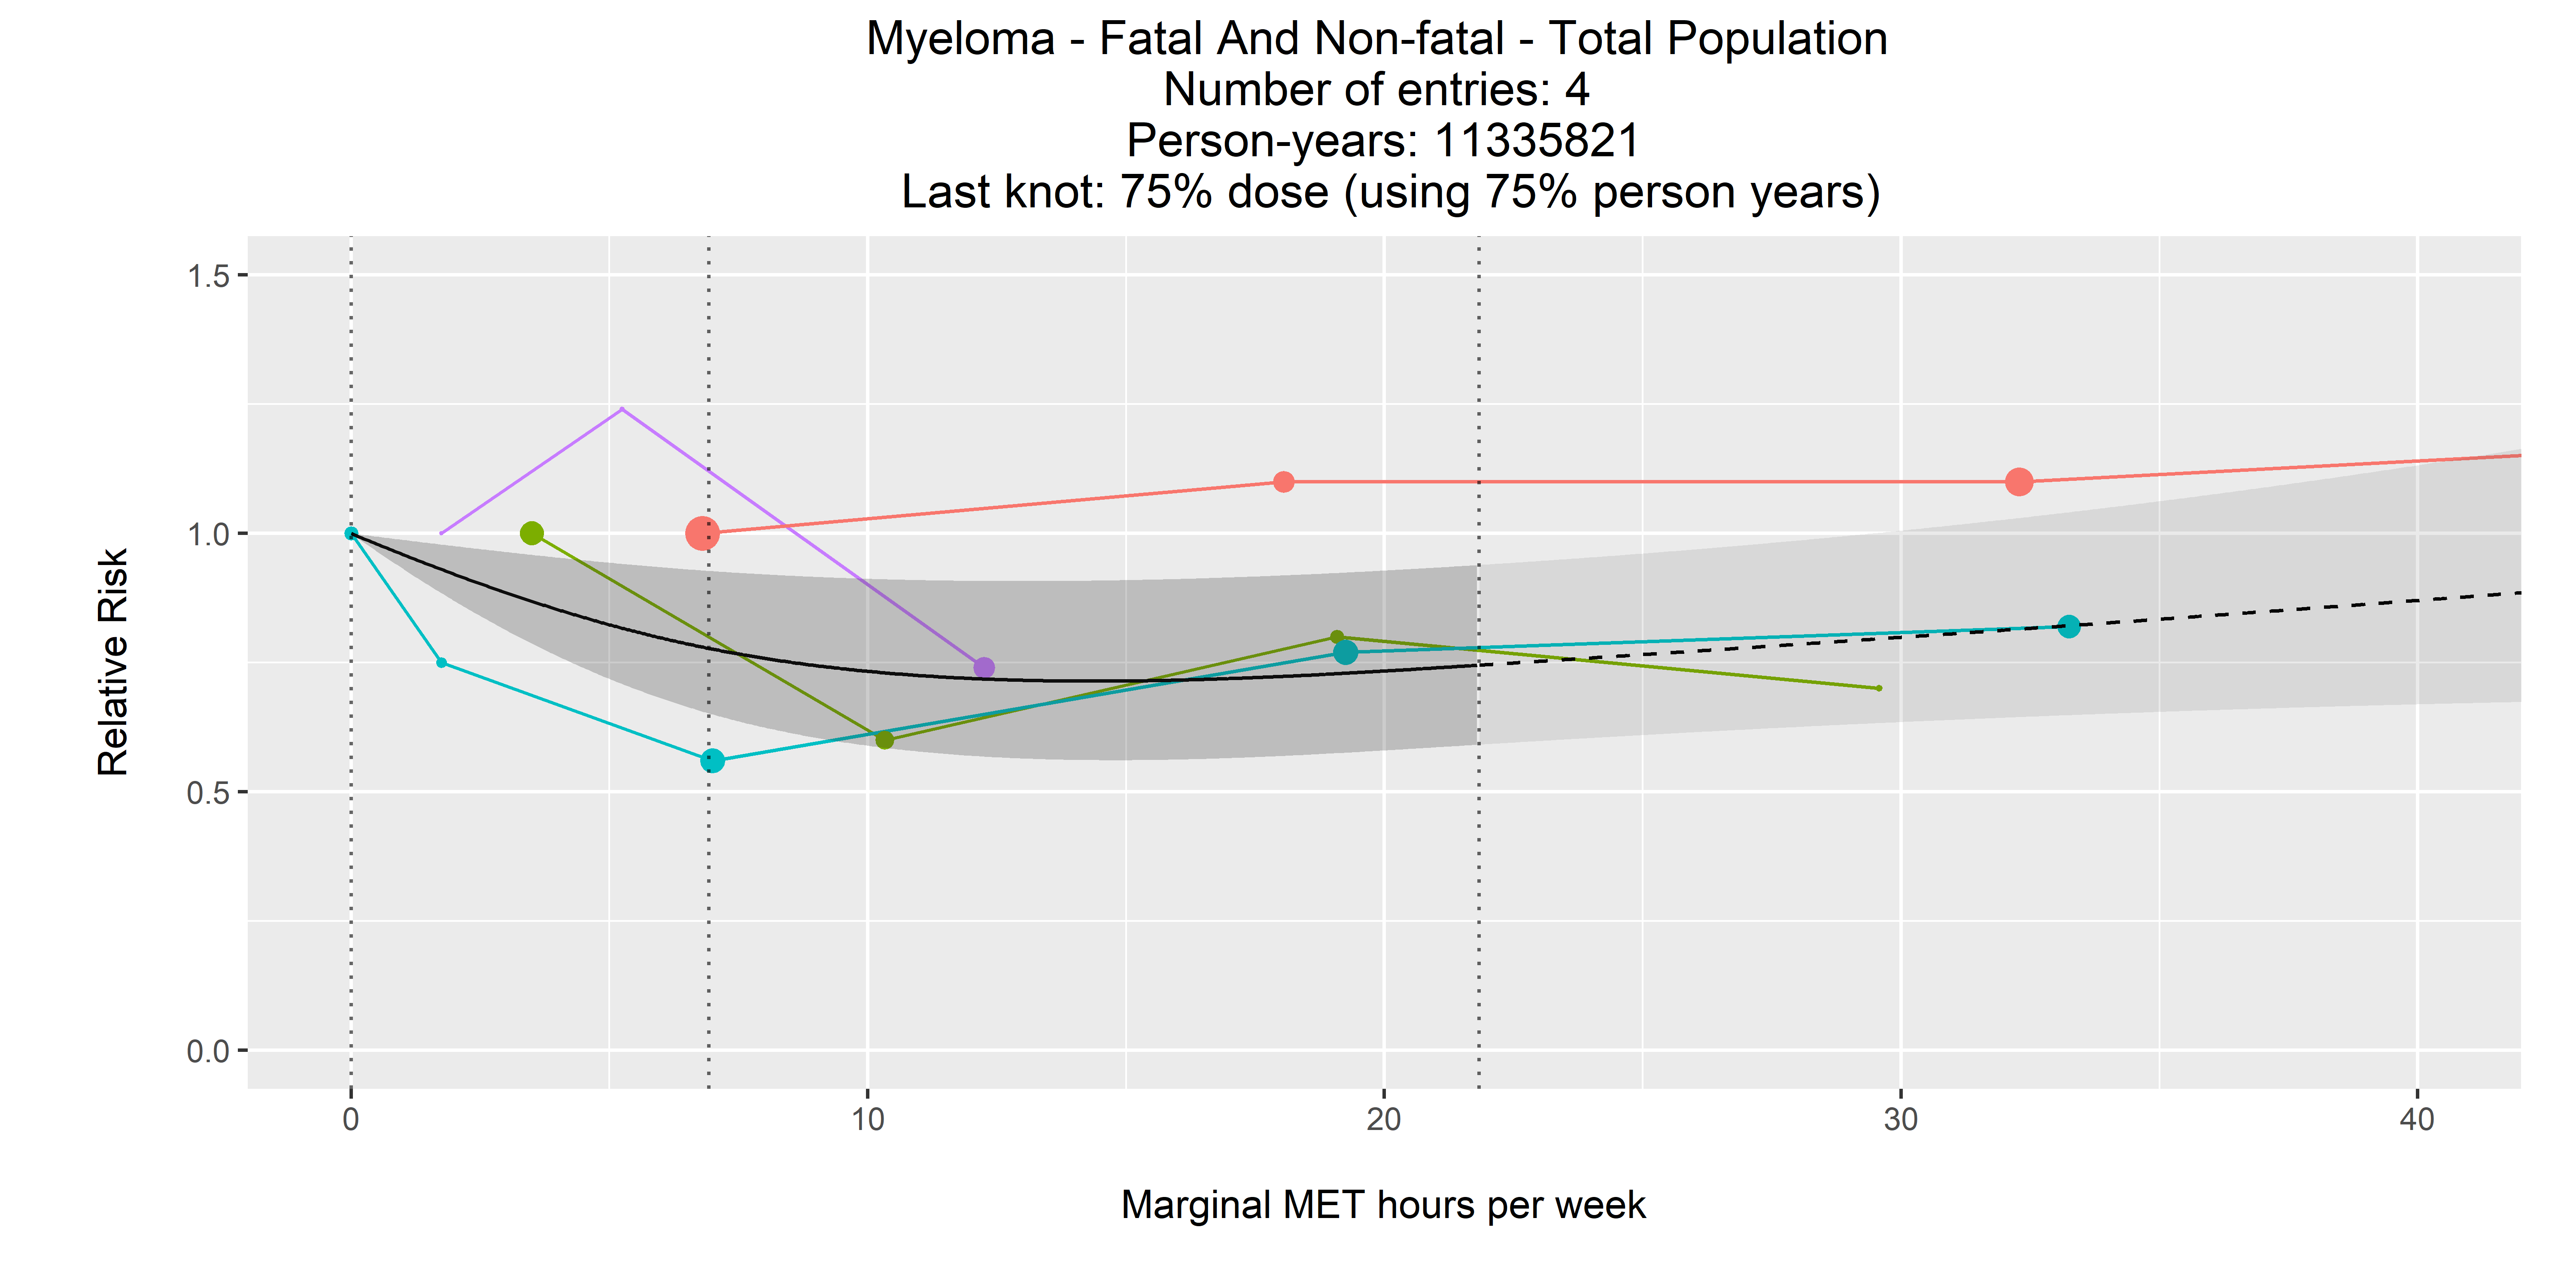 Myeloma - Fatal And Non-fatal - Total Population
Number of entries: 4
Person-years: 11335821
Last knot: 75% dose (using 75% person years)
1.5
1.0
0.5
0.0
Relative Risk
0 10 20 30 40
Marginal MET hours per week